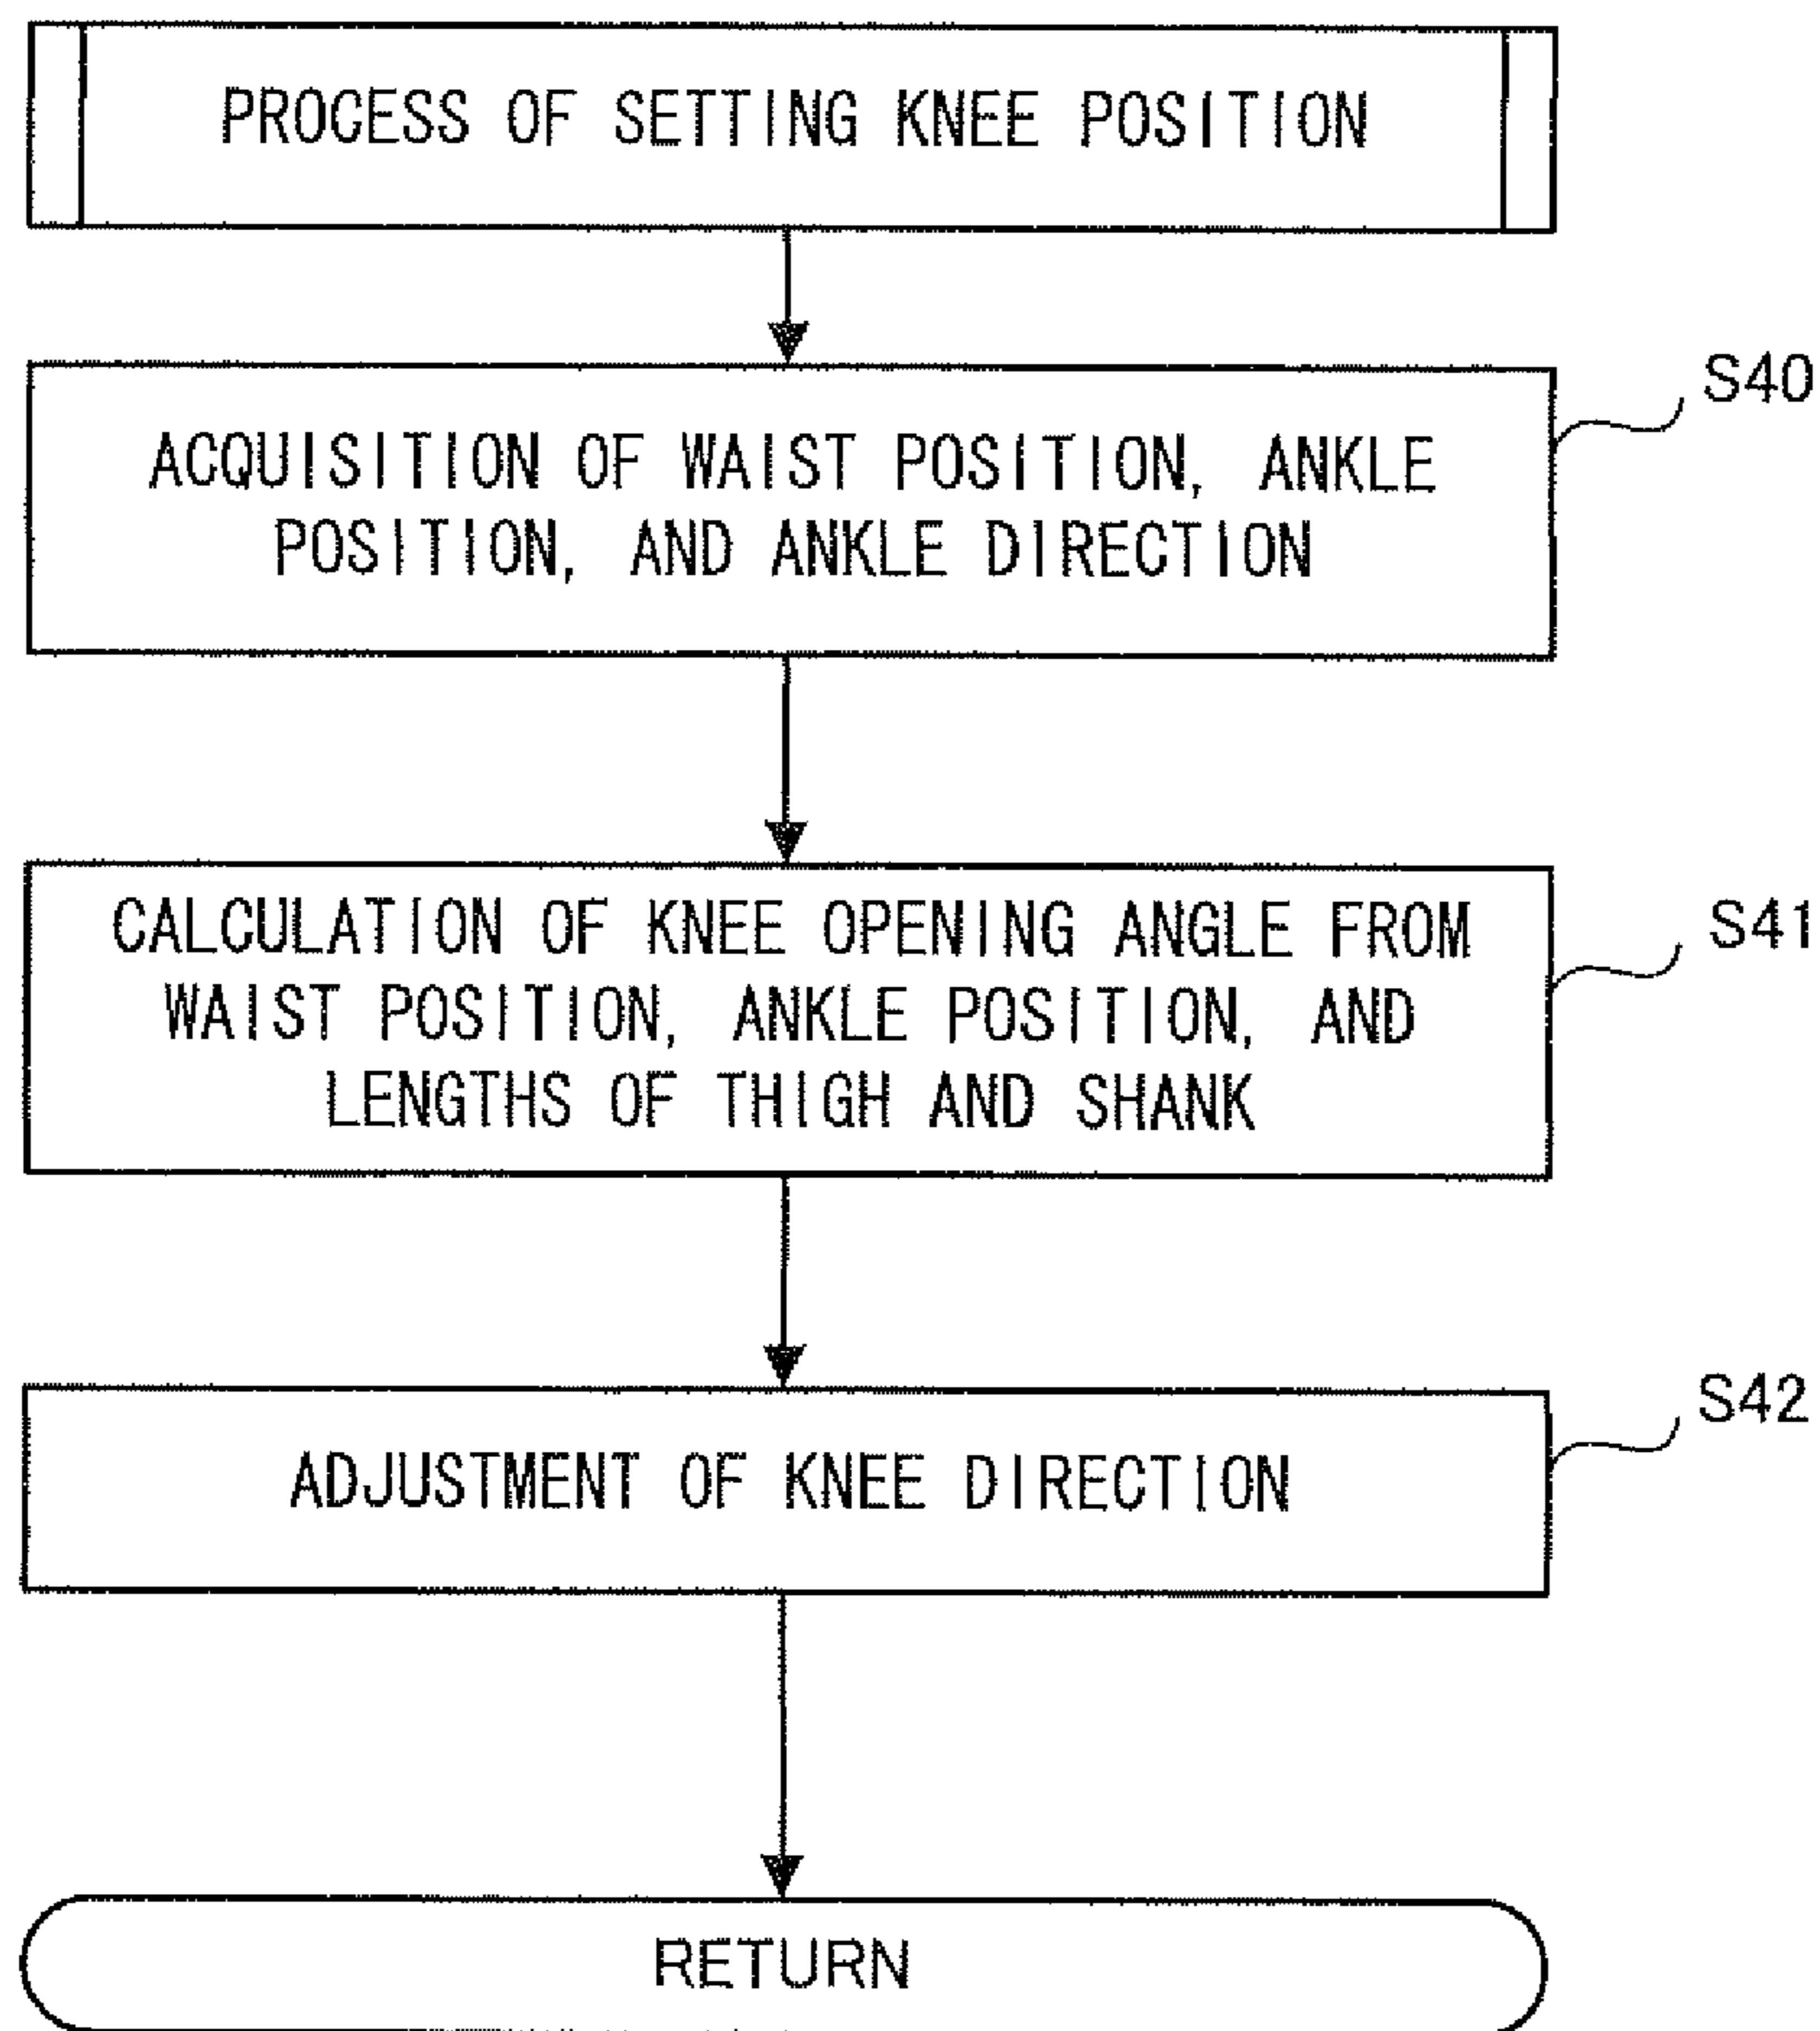 PROCESS OF SETTING KNEE POSITION
S40
ACQUISITION OF WAIST POSITION, ANKLE
POSITION, AND ANKLE DIRECTION
S41
CALCULATION OF KNEE OPENING ANGLE FROM
WAIST POSITION, ANKLE POSITION, AND
LENGTHS OF THIGH AND SHANK
S42
ADJUSTMENT OF KNEE DIRECTION
RETURN